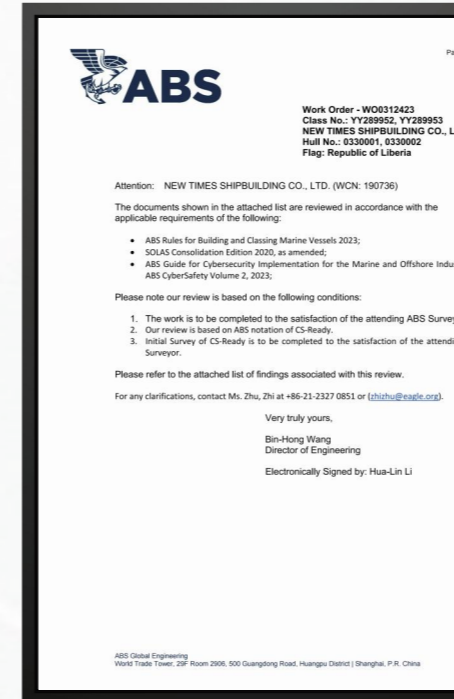 Pa
ABS
Work Order - WO0312423
Class No.: YY289952, YY289953
NEW TIMES SHIPBUILDING CO., L
Hull No.: 0330001, 0330002
Flag: Republic of Liberia
Attention: NEW TIMES SHIPBUILDING CO., LTD. (WCN: 190736)
The documents shown in the attached list are reviewed in accordance with the
applicable requirements of the following:
• ABS Rules for Building and Classing Marine Vessels 2023;
• SOLAS Consolidation Edition 2020, as amended;
• ABS Guide for Cybersecurity Implementation for the Marine and Offshore Indu
ABS CyberSafety Volume 2, 2023;
Please note our review is based on the following conditions:
1. The work is to be completed to the satisfaction of the attending ABS Survey
2. Our review is based on ABS notation of CS-Ready.
3. Initial Survey of CS-Ready is to be completed to the satisfaction of the attendi
Surveyor.
Please refer to the attached list of findings associated with this review.
For any clarifications, contact Ms. Zhu, Zhi at +86-21-2327 0851 or (zhizhu@eagle.org).
Very truly yours,
Bin-Hong Wang
Director of Engineering
Electronically Signed by: Hua-Lin Li
ABS Global Engineering
World Trade Tower, 29F Room 2906, 500 Guangdong Road, Huangpu District | Shanghai, P.R. China